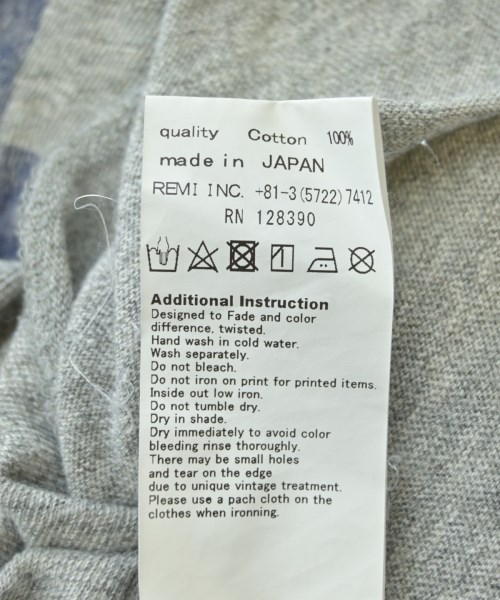 quality Cotton 100%
made in JAPAN
REMI INC. +81-3(5722)7412
RN 128390
Additional Instruction
Designed to Fade and color
difference, twisted.
Hand wash in cold water.
Wash separately.
Do not bleach.
Do not iron on print for printed items.
Inside out low iron.
Do not tumble dry.
Dry in shade.
Dry immediately to avoid color
bleeding rinse thoroughly.
There may be small holes
and tear on the edge
due to unique vintage treatment.
Please use a pach cloth on the
clothes when ironning.